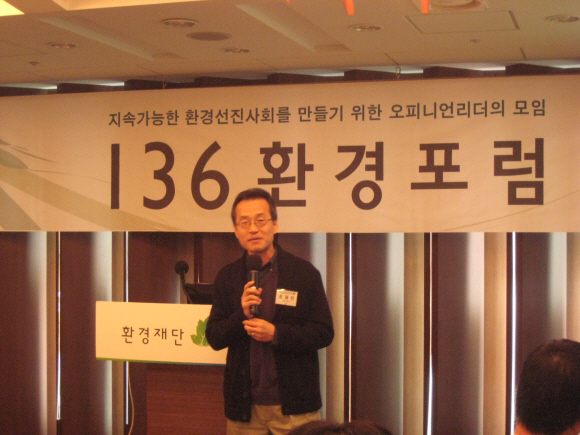 지속가능한 환경선진사회를 만들기 위한 오피니언리더의 모임
136 환경포럼
환경재단